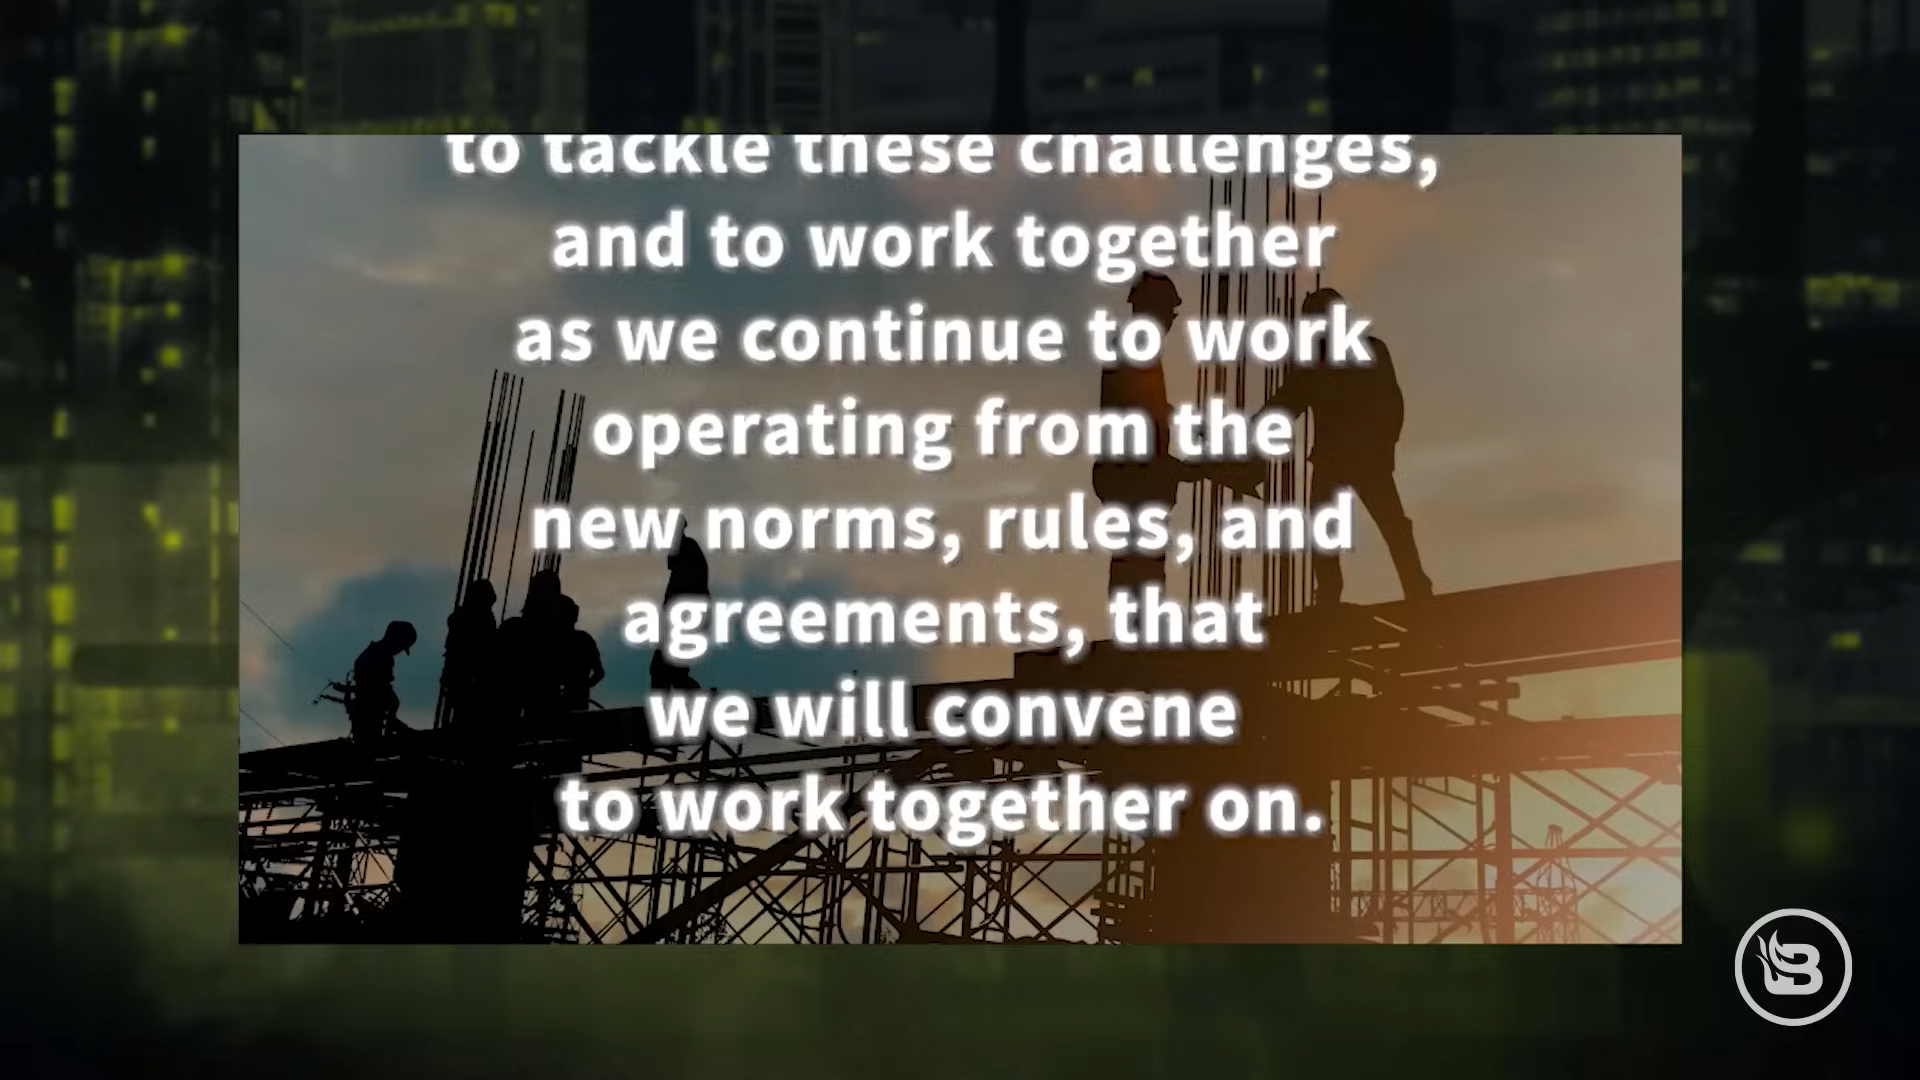 to tackle these challenges,
and to work together
as we continue to work
operating from the
new norms, rules, and
agreements, that
we will convene
to work together on.
B